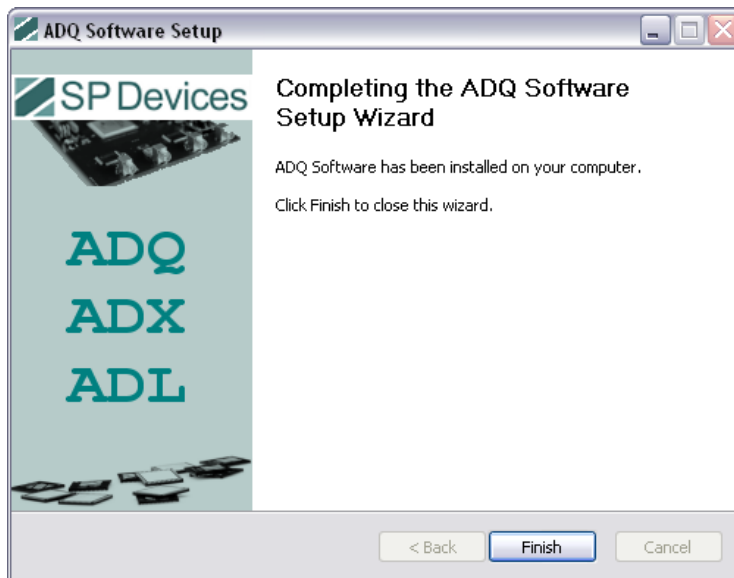 ADQ Software Setup
SP Devices
ADQ
ADX
ADL
Completing the ADQ Software
Setup Wizard
ADQ Software has been installed on your computer.
Click Finish to close this wizard.
< Back
Finish
Cancel